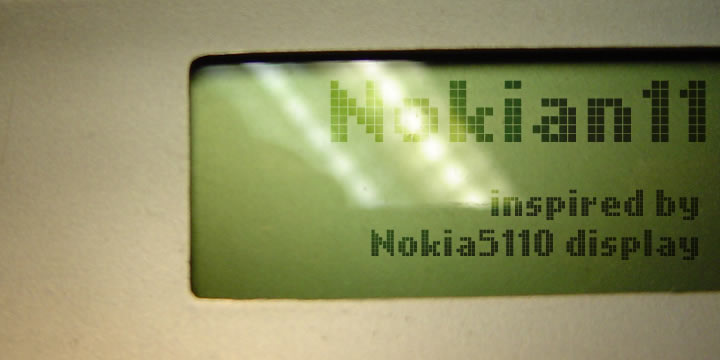 Nokian11
inspired by
Nokia5110 display